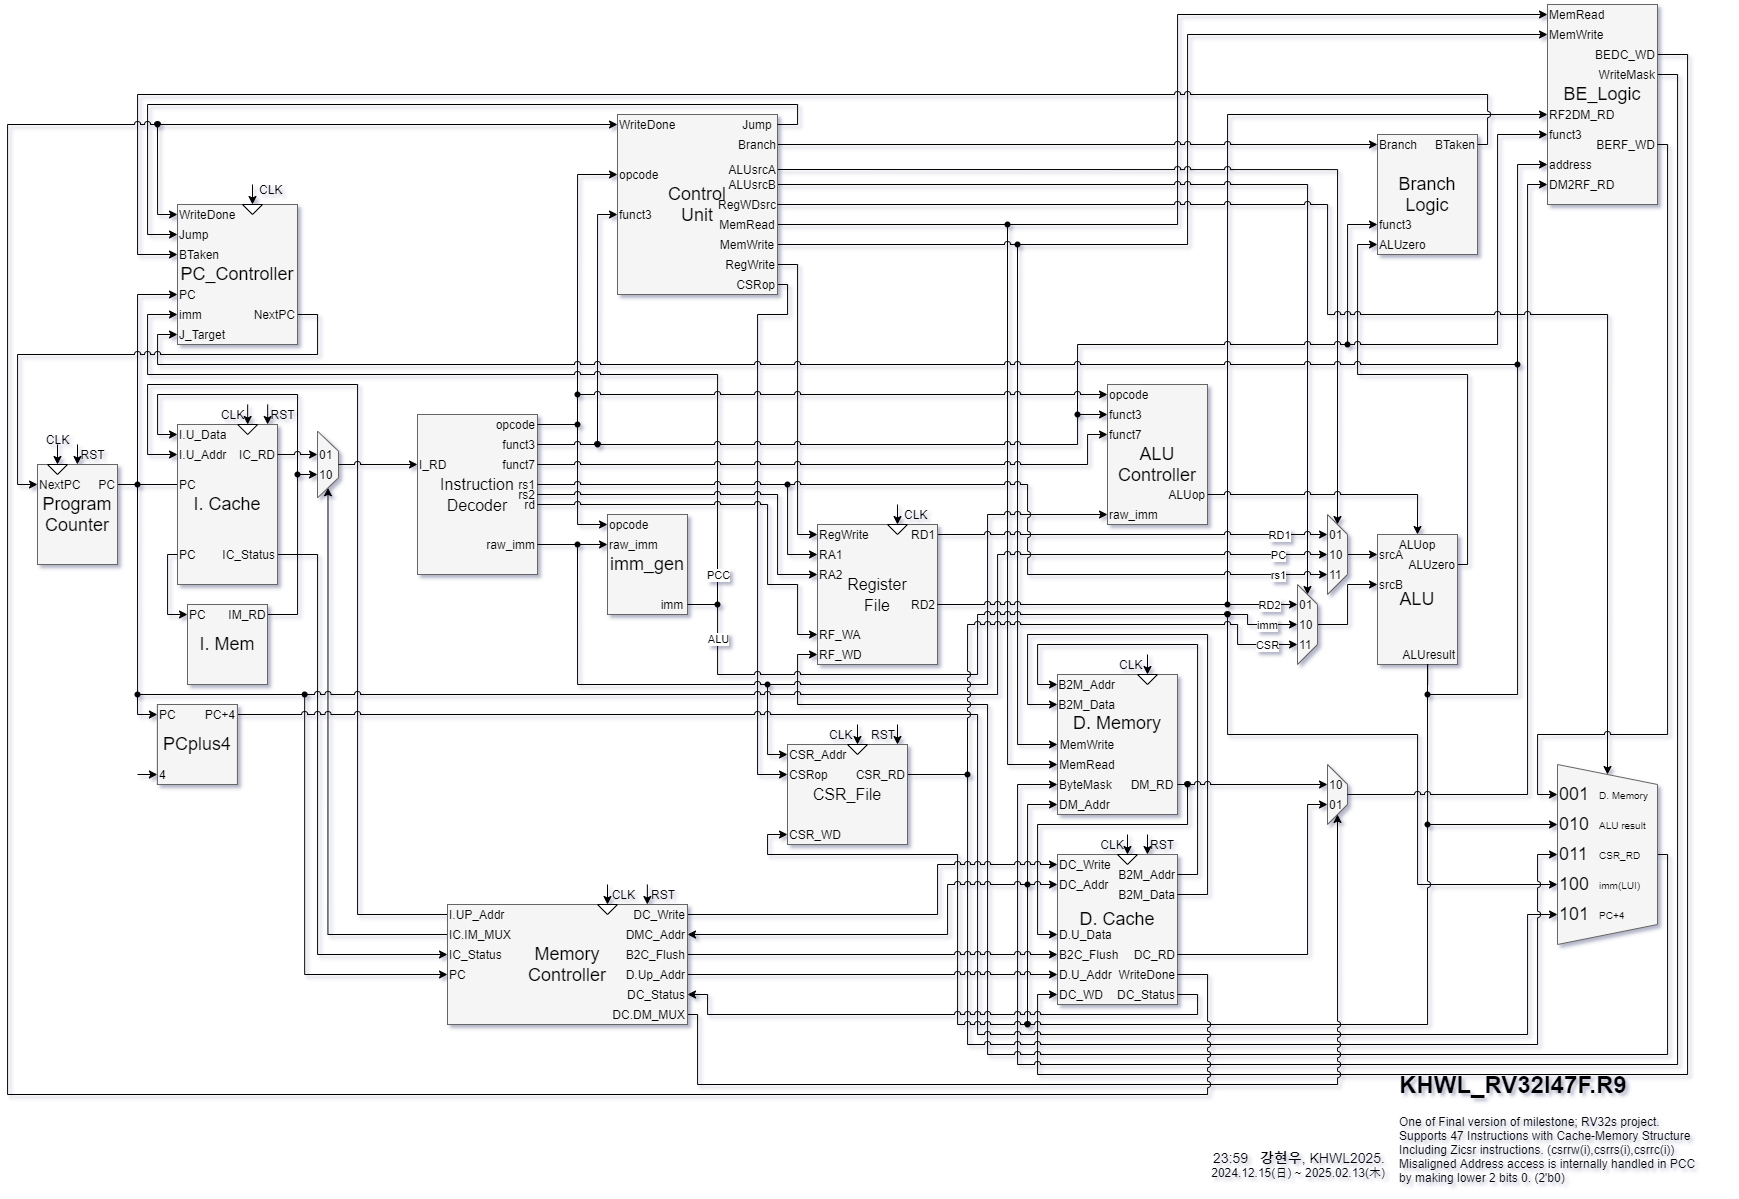 MemRead
MemWrite
BEDC_WD
WriteMask
BE_Logic
RF2DM_RD
funct3
BERF_WD
address
DM2RF_RD
WriteDone
Jump
Branch
opcode
ALUsrcA
ALUsrcB
Control
Unit
RegWDsrc
funct3
MemRead
MemWrite
RegWrite
CSRop
Branch
BTaken
Branch
Logic
funct3
ALUzero
CLK
WriteDone
Jump
BTaken
PC_Controller
PC
imm
NextPC
J_Target
CLK
RST
NextPC
PC
Program
Counter
CLK
RST
I.U_Data
I.U_Addr
IC_RD
PC
I. Cache
PC
IC_Status
PC
IM_RD
I. Mem
01
10
I_RD
opcode
funct3
funct7
Instruction
Decoder
rs1
rs2
rd
raw_imm
opcode
raw_imm
imm_gen
imm
PCC
ALU
CLK
RegWrite
RD1
RA1
RA2
Register
File
RD2
RF_WA
RF_WD
opcode
funct3
funct7
ALU
Controller
ALUop
raw_imm
RD1
01
PC
10
rs1
11
RD2
01
imm
10
CSR
11
ALUop
srcA
ALUzero
srcB
ALU
ALUresult
PC
PC+4
PCplus4
4
CLK
RST
CSR_Addr
CSRop
CSR_RD
CSR_File
CSR_WD
CLK
B2M_Addr
B2M_Data
D. Memory
MemWrite
MemRead
ByteMask
DM_RD
DM_Addr
10
01
CLK
RST
DC_Write
B2M_Addr
DC_Addr
B2M_Data
D. Cache
D.U_Data
B2C_Flush
DC_RD
D.U_Addr
WriteDone
DC_WD
DC_Status
CLK
RST
I.UP_Addr
DC_Write
IC.IM_MUX
DMC_Addr
IC_Status
Memory
Controller
B2C_Flush
PC
D.Up_Addr
DC_Status
DC.DM_MUX
001 D. Memory
010 ALU result
011 CSR_RD
100 imm(LUI)
101 PC+4
KHWL_RV32I47F.R9
One of Final version of milestone; RV32s project.
Supports 47 Instructions with Cache-Memory Structure
Including Zicsr instructions. (csrrw(i),csrrs(i),csrrc(i))
Misaligned Address access is internally handled in PCC
by making lower 2 bits 0. (2'b0)
23:59 강현우, KHWL2025.
2024.12.15(日) ~ 2025.02.13(木)